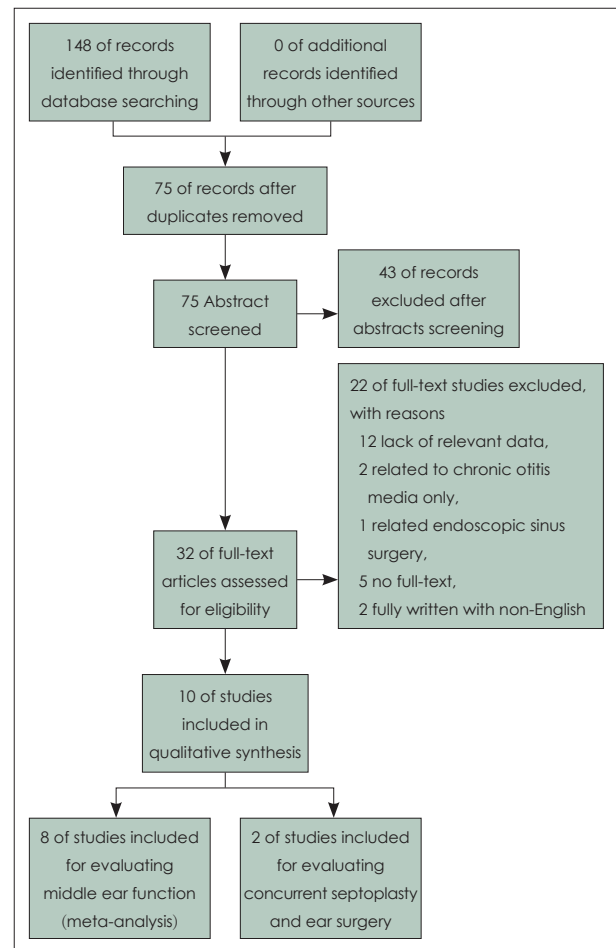 148 of records
identified through
database searching
0 of additional
records identified
through other sources
75 of records after
duplicates removed
75 Abstract
screened
43 of records
excluded after
abstracts screening
22 of full-text studies excluded,
with reasons
12 lack of relevant data,
2 related to chronic otitis
media only,
1 related endoscopic sinus
surgery,
5 no full-text,
2 fully written with non-English
32 of full-text
articles assessed
for eligibility
10 of studies
included in
qualitative synthesis
8 of studies included
for evaluating
middle ear function
(meta-analysis)
2 of studies included
for evaluating
concurrent septoplasty
and ear surgery